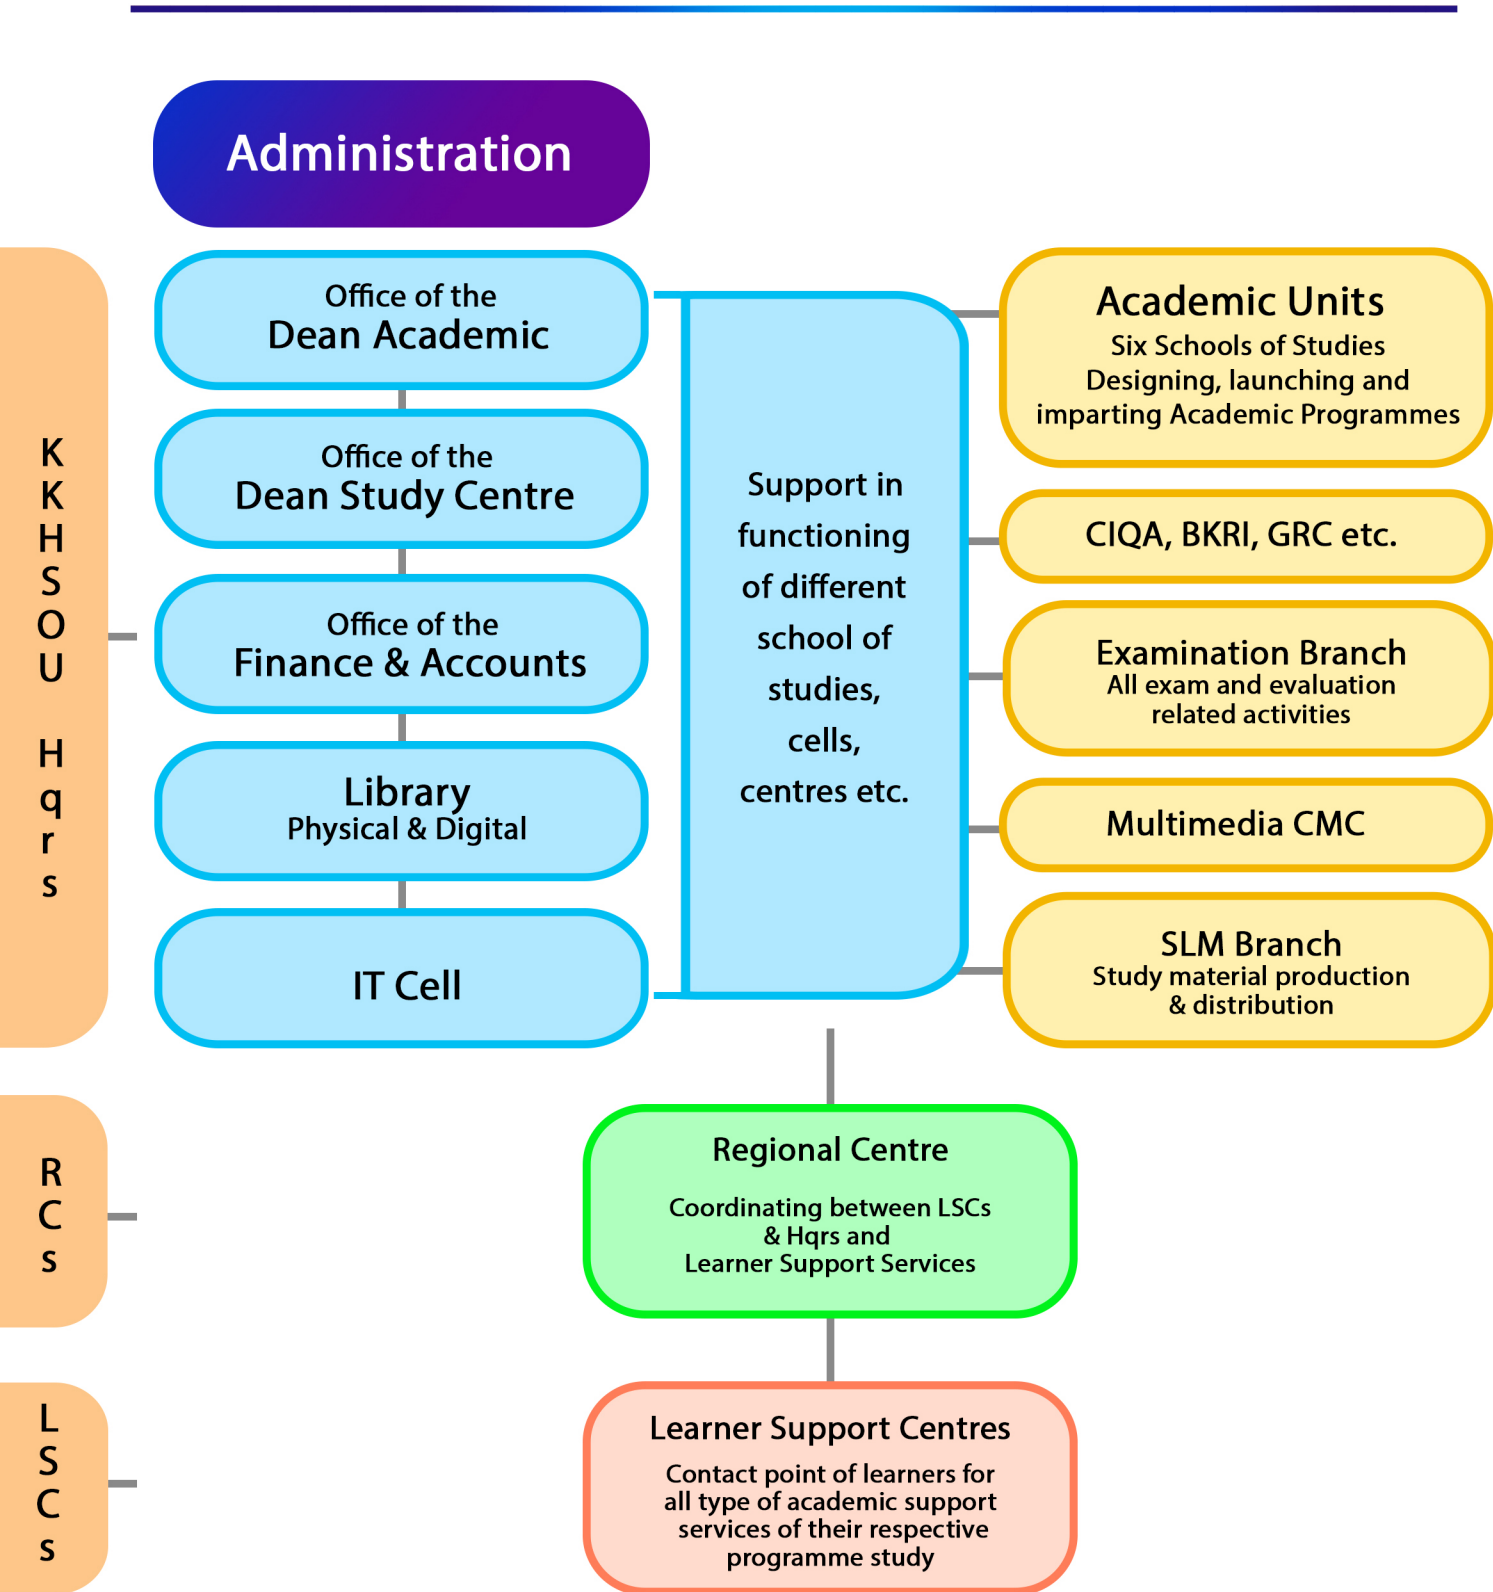 Administration
KKHSOU Hqrs
Office of the
Dean Academic
Office of the
Dean Study Centre
Office of the
Finance & Accounts
Library
Physical & Digital
IT Cell
Support in
functioning
of different
school of
studies,
cells,
centres etc.
Academic Units
Six Schools of Studies
Designing, launching and
imparting Academic Programmes
CIQA, BKRI, GRC etc.
Examination Branch
All exam and evaluation
related activities
Multimedia CMC
SLM Branch
Study material production
& distribution
RCs
Regional Centre
Coordinating between LSCs
& Hqrs and
Learner Support Services
LSCs
Learner Support Centres
Contact point of learners for
all type of academic support
services of their respective
programme study